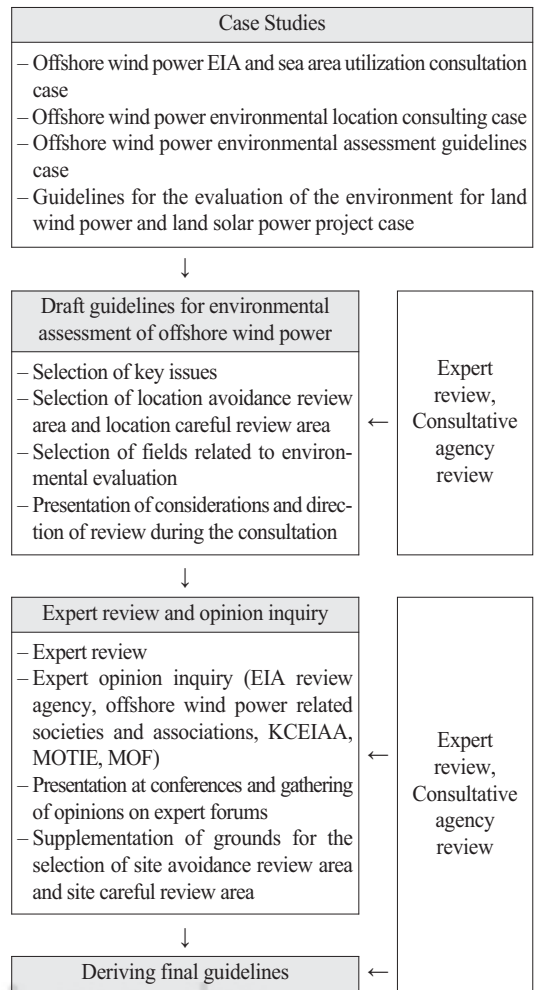 Case Studies
– Offshore wind power EIA and sea area utilization consultation
case
– Offshore wind power environmental location consulting case
– Offshore wind power environmental assessment guidelines
case
– Guidelines for the evaluation of the environment for land
wind power and land solar power project case
↓
Draft guidelines for environmental
assessment of offshore wind power
– Selection of key issues
– Selection of location avoidance review
area and location careful review area
– Selection of fields related to environ-
mental evaluation
– Presentation of considerations and direc-
tion of review during the consultation
←
Expert
review,
Consultative
agency
review
↓
Expert review and opinion inquiry
– Expert review
– Expert opinion inquiry (EIA review
agency, offshore wind power related
societies and associations, KCEIAA,
MOTIE, MOF)
– Presentation at conferences and gathering
of opinions on expert forums
– Supplementation of grounds for the
selection of site avoidance review area
and site careful review area
←
Expert
review,
Consultative
agency
review
↓
Deriving final guidelines
←